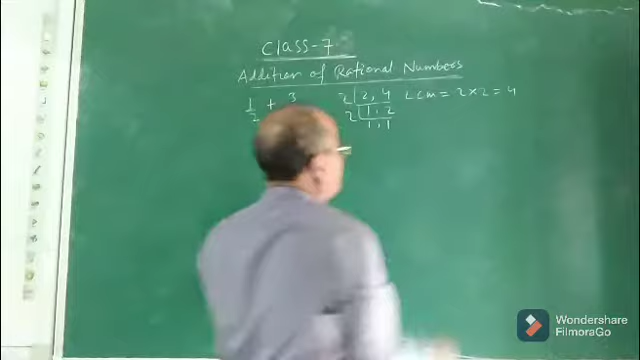 Class-7
Addition of Rational Numbers
1/2 + 3
2 | 2, 4 LCM = 2×2 = 4
2 | 1, 2
1, 1
Wondershare
FilmoraGo